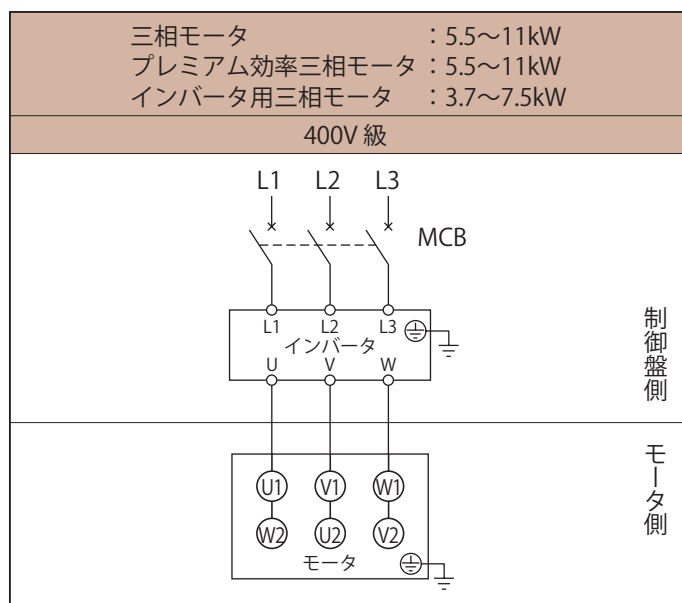 三相モータ : 5.5〜11kW
プレミアム効率三相モータ : 5.5〜11kW
インバータ用三相モータ : 3.7〜7.5kW
400V 級
L1 L2 L3
MCB
L1 L2 L3
インバータ
U V W
制御盤側
モータ側
U1 V1 W1
W2 U2 V2
モータ